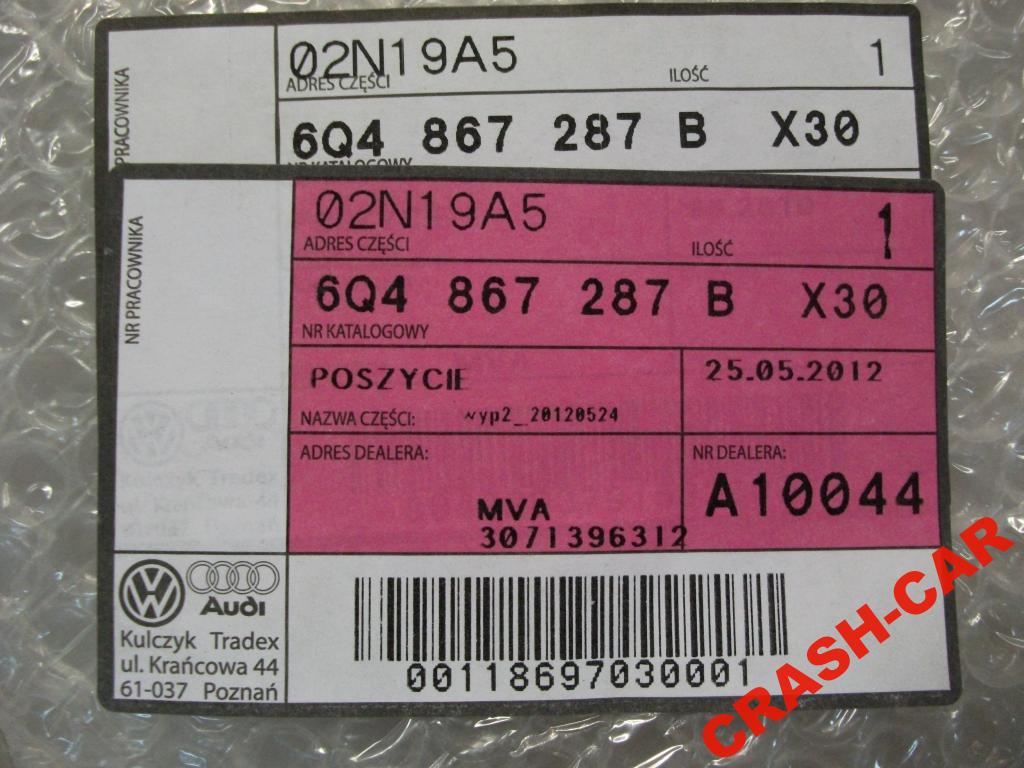 02N19A5 1
ADRES CZĘŚCI ILOŚĆ
6Q4 867 287 B X30
NR KATALOGOWY
PRACOWNIKA
02N19A5 1
ADRES CZĘŚCI ILOŚĆ
NR PRACOWNIKA
6Q4 867 287 B X30
NR KATALOGOWY
POSZYCIE 25.05.2012
NAZWA CZĘŚCI: wyp2_20120524
ADRES DEALERA: NR DEALERA:
A10044
MVA
3071396312
Audi
Kulczyk Tradex
ul. Krańcowa 44
61-037 Poznań
00118697030001
CRASH-CAR